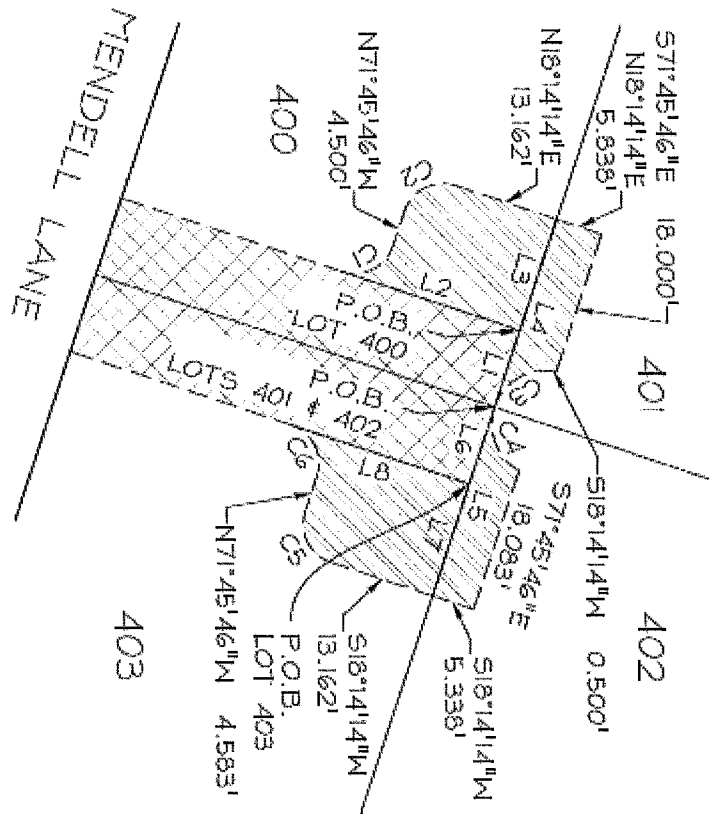 S71°45'46"E 18.000'
N18°14'14"E
5.838'
N18°14'14"E
13.162'
N71°45'46"W
4.500'
400
401
402
403
MENDELL LANE
C2
C1
L2
L3
L4
C3
L1
P.O.B.
LOT 400
P.O.B.
LOTS 401 & 402
L6
C4
L5
L7
L8
C6
C5
S18°14'14"W 0.500'
S71°45'46"E
18.083'
S18°14'14"W
5.338'
S18°14'14"W
13.162'
P.O.B.
LOT 403
N71°45'46"W 4.583'